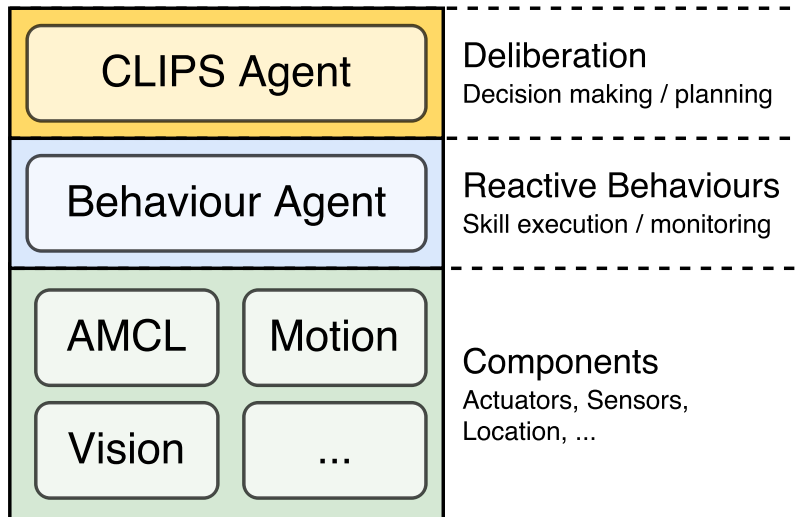 CLIPS Agent
Deliberation
Decision making / planning
Behaviour Agent
Reactive Behaviours
Skill execution / monitoring
AMCL
Motion
Vision
...
Components
Actuators, Sensors,
Location, ...